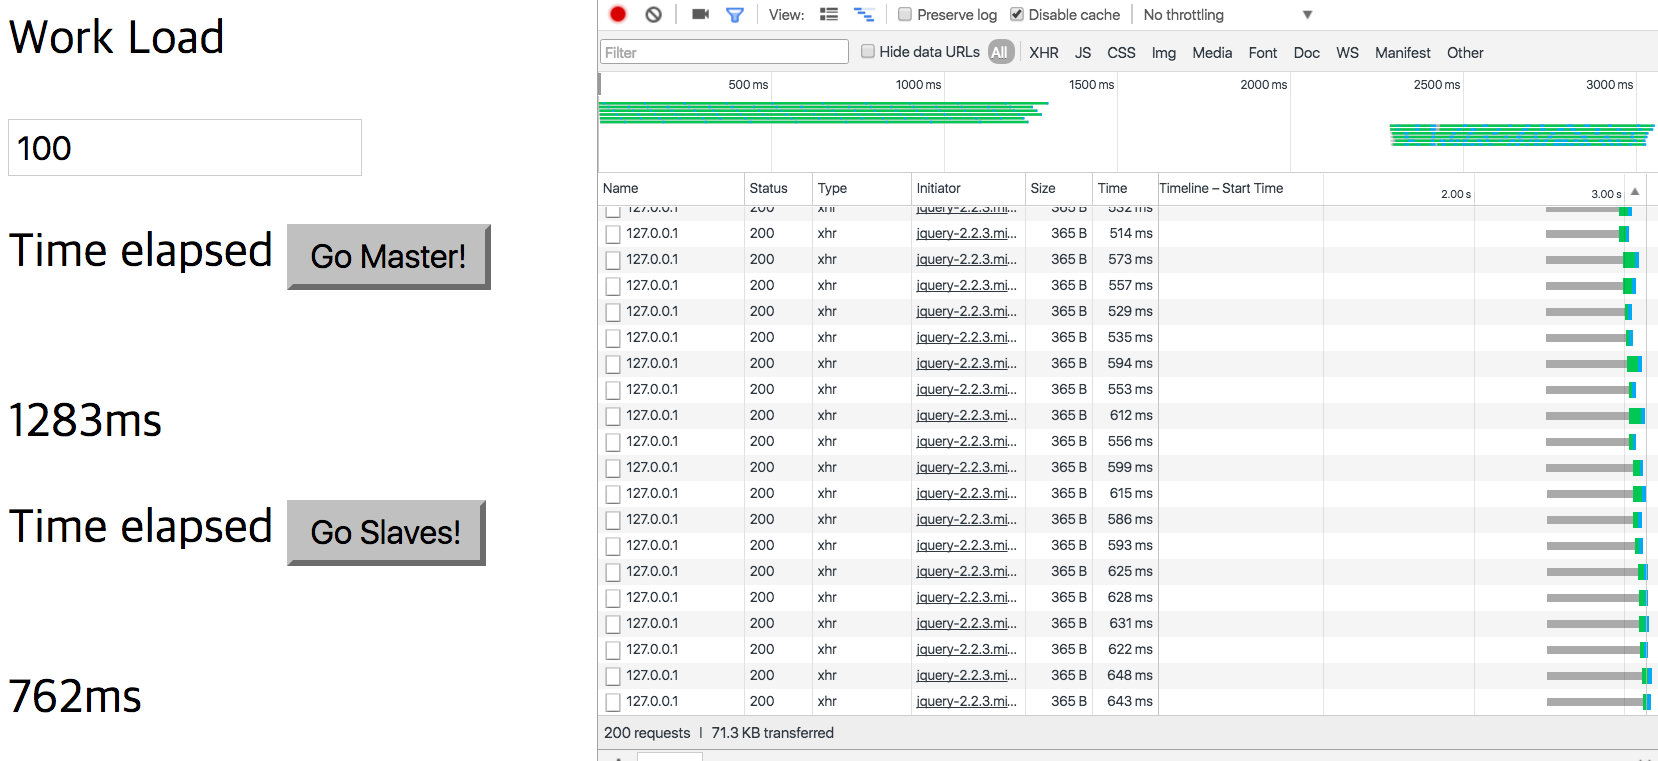 Work Load
100
Time elapsed Go Master!
1283ms
Time elapsed Go Slaves!
762ms
View: Preserve log Disable cache No throttling
Filter Hide data URLs All XHR JS CSS Img Media Font Doc WS Manifest Other
500 ms 1000 ms 1500 ms 2000 ms 2500 ms 3000 ms
Name Status Type Initiator Size Time Timeline – Start Time 2.00 s 3.00 s
127.0.0.1 200 xhr jquery-2.2.3.mi... 365 B 532 ms
127.0.0.1 200 xhr jquery-2.2.3.mi... 365 B 514 ms
127.0.0.1 200 xhr jquery-2.2.3.mi... 365 B 573 ms
127.0.0.1 200 xhr jquery-2.2.3.mi... 365 B 557 ms
127.0.0.1 200 xhr jquery-2.2.3.mi... 365 B 529 ms
127.0.0.1 200 xhr jquery-2.2.3.mi... 365 B 535 ms
127.0.0.1 200 xhr jquery-2.2.3.mi... 365 B 594 ms
127.0.0.1 200 xhr jquery-2.2.3.mi... 365 B 553 ms
127.0.0.1 200 xhr jquery-2.2.3.mi... 365 B 612 ms
127.0.0.1 200 xhr jquery-2.2.3.mi... 365 B 556 ms
127.0.0.1 200 xhr jquery-2.2.3.mi... 365 B 599 ms
127.0.0.1 200 xhr jquery-2.2.3.mi... 365 B 615 ms
127.0.0.1 200 xhr jquery-2.2.3.mi... 365 B 586 ms
127.0.0.1 200 xhr jquery-2.2.3.mi... 365 B 593 ms
127.0.0.1 200 xhr jquery-2.2.3.mi... 365 B 625 ms
127.0.0.1 200 xhr jquery-2.2.3.mi... 365 B 628 ms
127.0.0.1 200 xhr jquery-2.2.3.mi... 365 B 631 ms
127.0.0.1 200 xhr jquery-2.2.3.mi... 365 B 622 ms
127.0.0.1 200 xhr jquery-2.2.3.mi... 365 B 648 ms
127.0.0.1 200 xhr jquery-2.2.3.mi... 365 B 643 ms
200 requests | 71.3 KB transferred